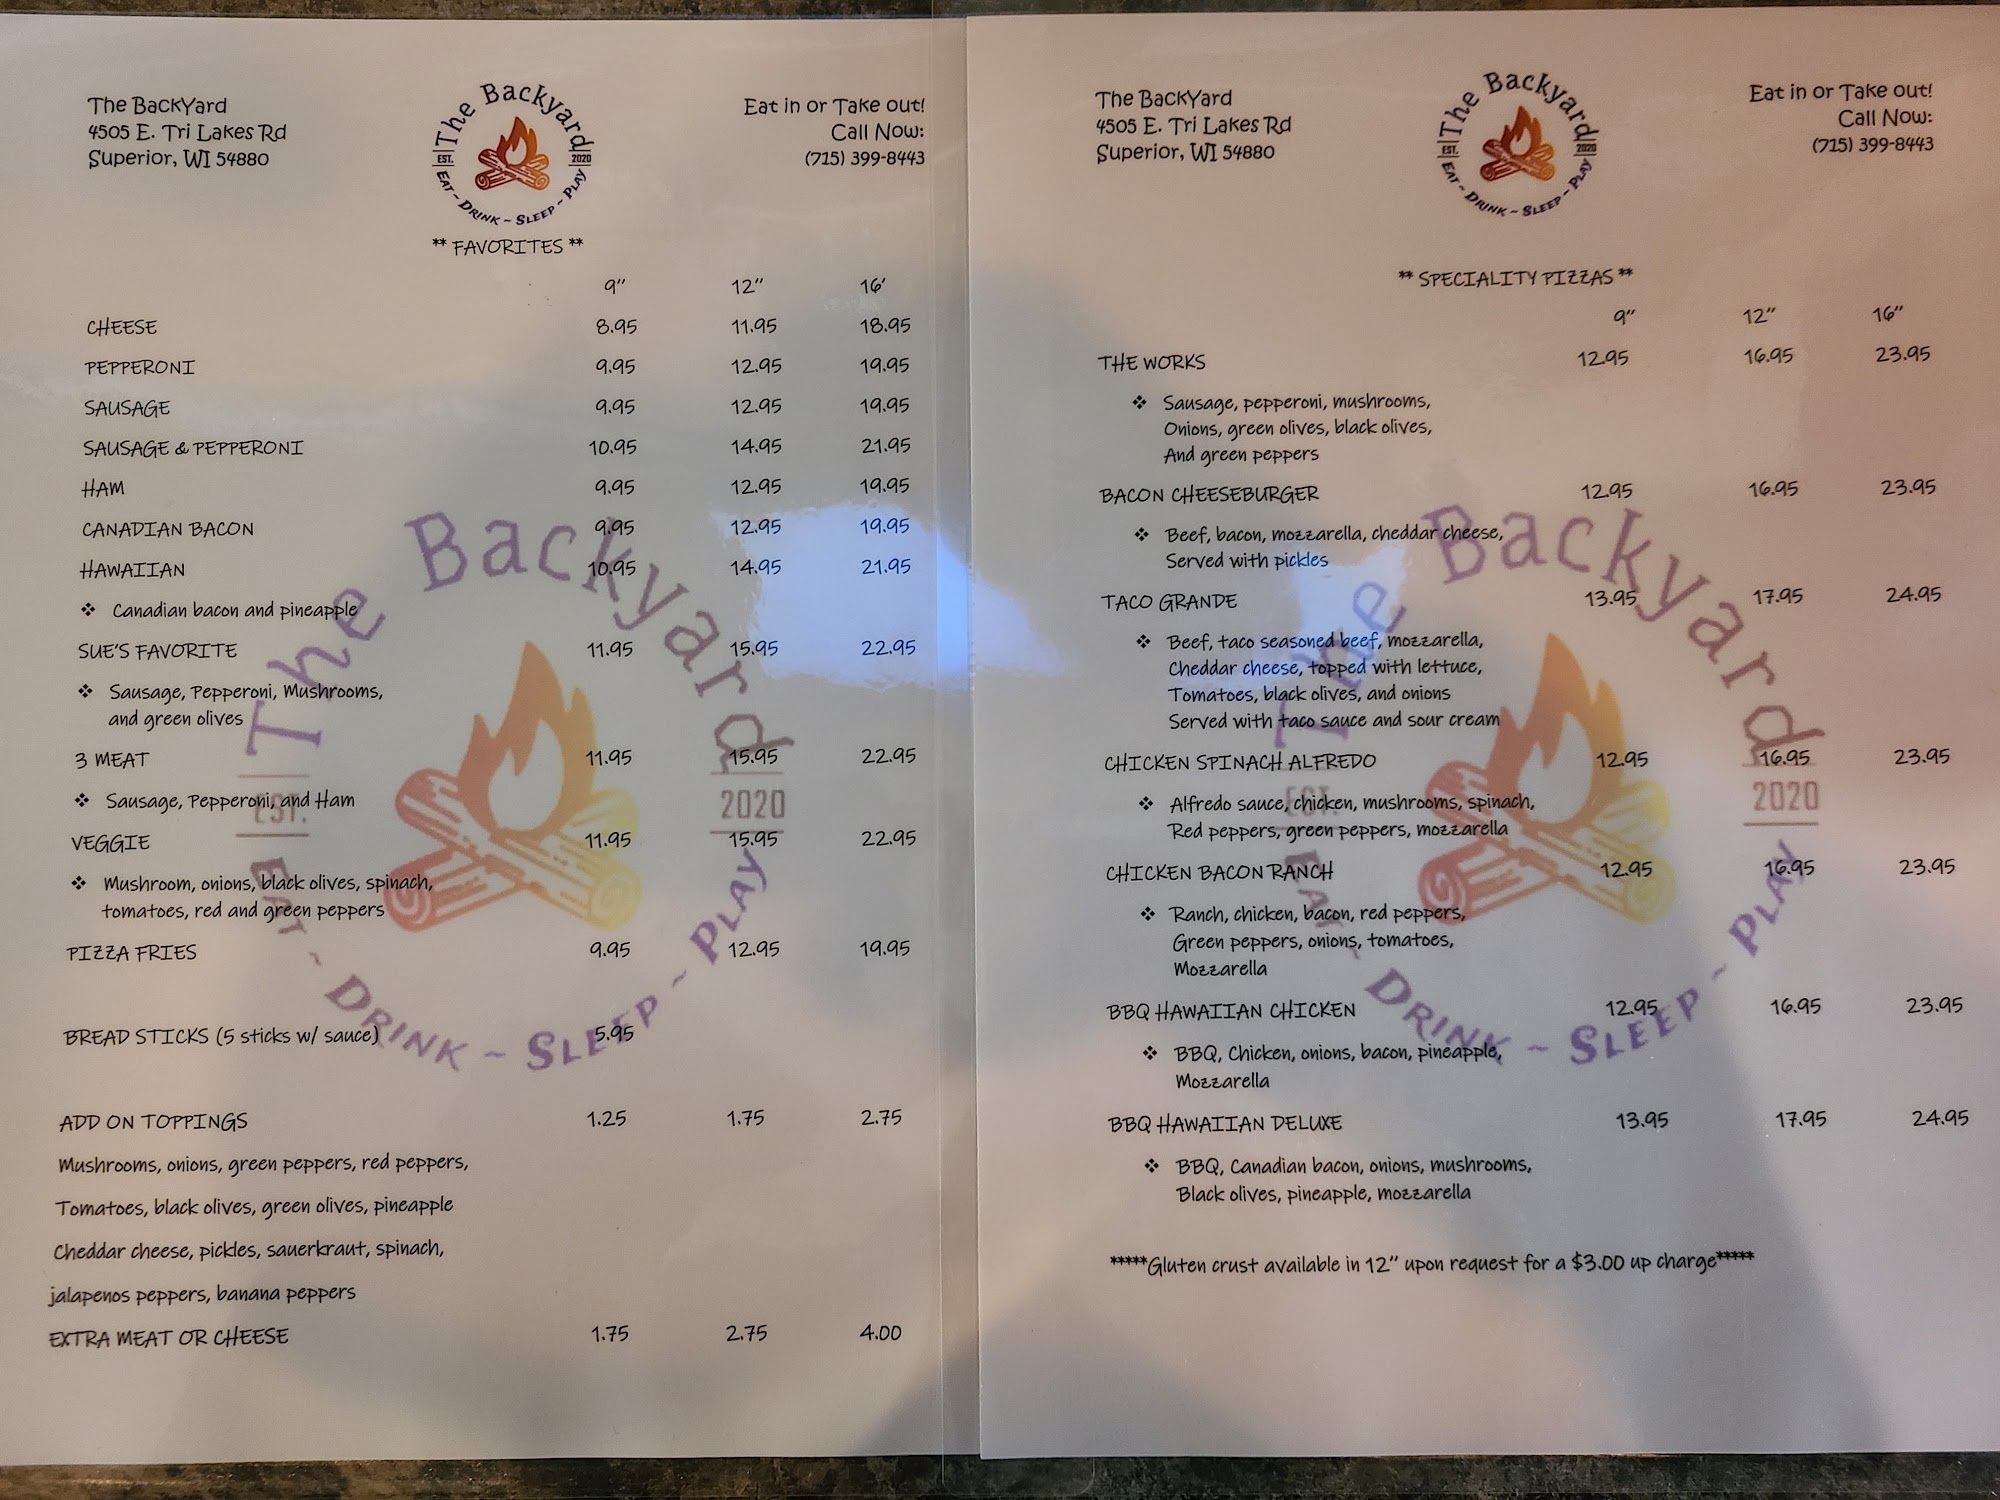 The BackYard
4505 E. Tri Lakes Rd
Superior, WI 54880
The Backyard
EST. 2020
EAT ~ DRINK ~ SLEEP ~ PLAY
Eat in or Take out!
Call Now:
(715) 399-8443
** FAVORITES **
9" 12" 16'
CHEESE 8.95 11.95 18.95
PEPPERONI 9.95 12.95 19.95
SAUSAGE 9.95 12.95 19.95
SAUSAGE & PEPPERONI 10.95 14.95 21.95
HAM 9.95 12.95 19.95
CANADIAN BACON 9.95 12.95 19.95
HAWAIIAN 10.95 14.95 21.95
❖ Canadian bacon and pineapple
SUE'S FAVORITE 11.95 15.95 22.95
❖ Sausage, Pepperoni, Mushrooms,
and green olives
3 MEAT 11.95 15.95 22.95
❖ Sausage, Pepperoni, and Ham
VEGGIE 11.95 15.95 22.95
❖ Mushroom, onions, black olives, spinach,
tomatoes, red and green peppers
PIZZA FRIES 9.95 12.95 19.95
BREAD STICKS (5 sticks w/ sauce) 5.95
ADD ON TOPPINGS 1.25 1.75 2.75
Mushrooms, onions, green peppers, red peppers,
Tomatoes, black olives, green olives, pineapple
Cheddar cheese, pickles, sauerkraut, spinach,
jalapenos peppers, banana peppers
EXTRA MEAT OR CHEESE 1.75 2.75 4.00
The Backyard
EST. 2020
EAT ~ DRINK ~ SLEEP ~ PLAY
The BackYard
4505 E. Tri Lakes Rd
Superior, WI 54880
The Backyard
EST. 2020
EAT ~ DRINK ~ SLEEP ~ PLAY
Eat in or Take out!
Call Now:
(715) 399-8443
** SPECIALITY PIZZAS **
9" 12" 16"
THE WORKS 12.95 16.95 23.95
❖ Sausage, pepperoni, mushrooms,
Onions, green olives, black olives,
And green peppers
BACON CHEESEBURGER 12.95 16.95 23.95
❖ Beef, bacon, mozzarella, cheddar cheese,
Served with pickles
TACO GRANDE 13.95 17.95 24.95
❖ Beef, taco seasoned beef, mozzarella,
Cheddar cheese, topped with lettuce,
Tomatoes, black olives, and onions
Served with taco sauce and sour cream
CHICKEN SPINACH ALFREDO 12.95 16.95 23.95
❖ Alfredo sauce, chicken, mushrooms, spinach,
Red peppers, green peppers, mozzarella
CHICKEN BACON RANCH 12.95 16.95 23.95
❖ Ranch, chicken, bacon, red peppers,
Green peppers, onions, tomatoes,
Mozzarella
BBQ HAWAIIAN CHICKEN 12.95 16.95 23.95
❖ BBQ, Chicken, onions, bacon, pineapple,
Mozzarella
BBQ HAWAIIAN DELUXE 13.95 17.95 24.95
❖ BBQ, Canadian bacon, onions, mushrooms,
Black olives, pineapple, mozzarella
*****Gluten crust available in 12" upon request for a $3.00 up charge*****
The Backyard
EST. 2020
EAT ~ DRINK ~ SLEEP ~ PLAY